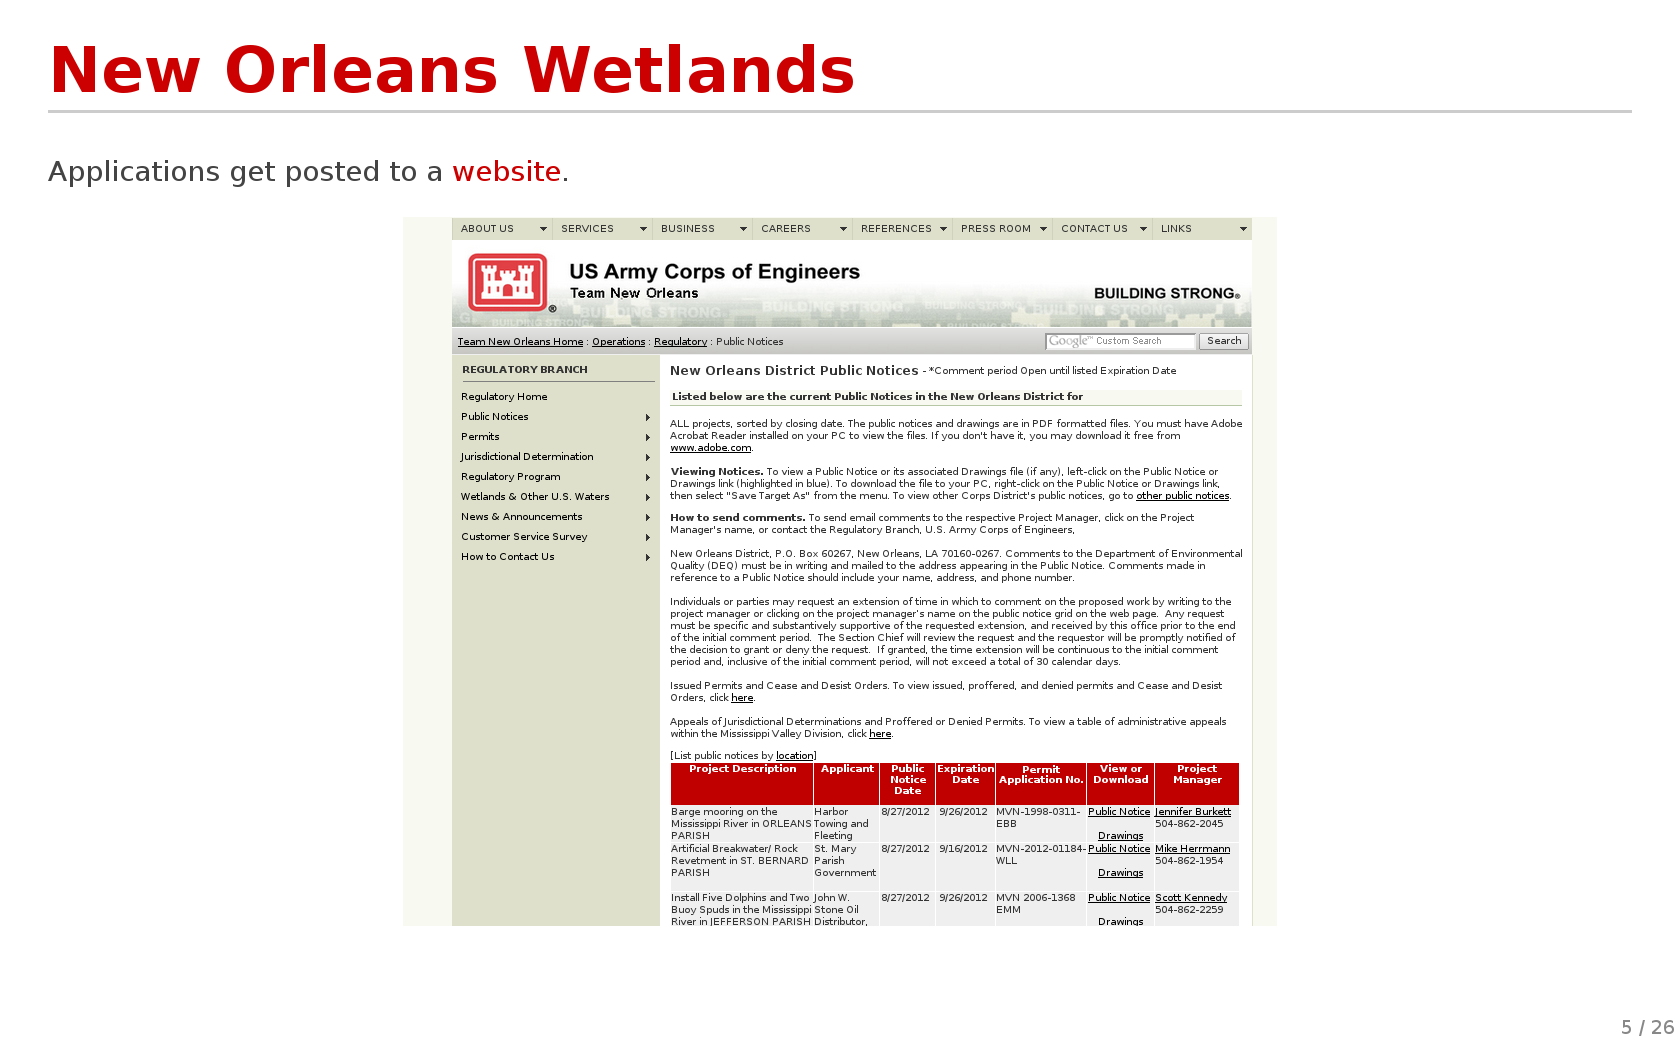 New Orleans Wetlands
Applications get posted to a website.
ABOUT US SERVICES BUSINESS CAREERS REFERENCES PRESS ROOM CONTACT US LINKS
US Army Corps of Engineers
Team New Orleans
BUILDING STRONG®
Team New Orleans Home : Operations : Regulatory : Public Notices
Google™ Custom Search Search
REGULATORY BRANCH
Regulatory Home
Public Notices
Permits
Jurisdictional Determination
Regulatory Program
Wetlands & Other U.S. Waters
News & Announcements
Customer Service Survey
How to Contact Us
New Orleans District Public Notices - *Comment period Open until listed Expiration Date
Listed below are the current Public Notices in the New Orleans District for
ALL projects, sorted by closing date. The public notices and drawings are in PDF formatted files. You must have Adobe
Acrobat Reader installed on your PC to view the files. If you don't have it, you may download it free from
www.adobe.com.
Viewing Notices. To view a Public Notice or its associated Drawings file (if any), left-click on the Public Notice or
Drawings link (highlighted in blue). To download the file to your PC, right-click on the Public Notice or Drawings link,
then select "Save Target As" from the menu. To view other Corps District's public notices, go to other public notices.
How to send comments. To send email comments to the respective Project Manager, click on the Project
Manager's name, or contact the Regulatory Branch, U.S. Army Corps of Engineers,
New Orleans District, P.O. Box 60267, New Orleans, LA 70160-0267. Comments to the Department of Environmental
Quality (DEQ) must be in writing and mailed to the address appearing in the Public Notice. Comments made in
reference to a Public Notice should include your name, address, and phone number.
Individuals or parties may request an extension of time in which to comment on the proposed work by writing to the
project manager or clicking on the project manager's name on the public notice grid on the web page. Any request
must be specific and substantively supportive of the requested extension, and received by this office prior to the end
of the initial comment period. The Section Chief will review the request and the requestor will be promptly notified of
the decision to grant or deny the request. If granted, the time extension will be continuous to the initial comment
period and, inclusive of the initial comment period, will not exceed a total of 30 calendar days.
Issued Permits and Cease and Desist Orders. To view issued, proffered, and denied permits and Cease and Desist
Orders, click here.
Appeals of Jurisdictional Determinations and Proffered or Denied Permits. To view a table of administrative appeals
within the Mississippi Valley Division, click here.
[List public notices by location]
Project Description Applicant Public Expiration Permit View or Project
Notice Date Application No. Download Manager
Date
Barge mooring on the Harbor 8/27/2012 9/26/2012 MVN-1998-0311- Public Notice Jennifer Burkett
Mississippi River in ORLEANS Towing and EBB 504-862-2045
PARISH Fleeting Drawings
Artificial Breakwater/ Rock St. Mary 8/27/2012 9/16/2012 MVN-2012-01184- Public Notice Mike Herrmann
Revetment in ST. BERNARD Parish WLL 504-862-1954
PARISH Government Drawings
Install Five Dolphins and Two John W. 8/27/2012 9/26/2012 MVN 2006-1368 Public Notice Scott Kennedy
Buoy Spuds in the Mississippi Stone Oil EMM 504-862-2259
River in JEFFERSON PARISH Distributor, Drawings
5 / 26